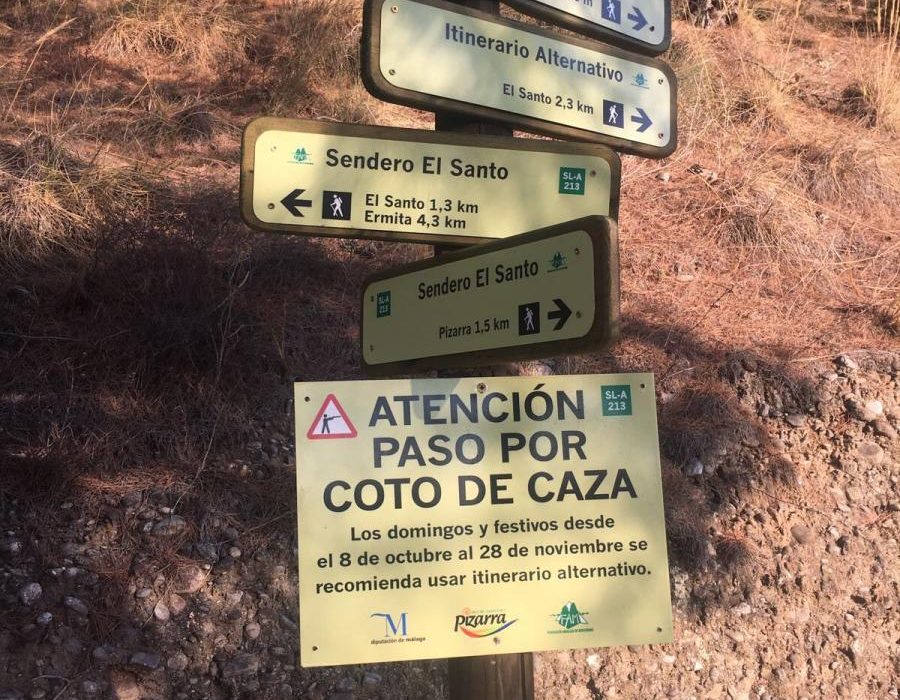 Itinerario Alternativo
El Santo 2,3 km
Sendero El Santo
SL-A
213
El Santo 1,3 km
Ermita 4,3 km
Sendero El Santo
SL-A
213
Pizarra 1,5 km
ATENCIÓN
SL-A
213
PASO POR
COTO DE CAZA
Los domingos y festivos desde
el 8 de octubre al 28 de noviembre se
recomienda usar itinerario alternativo.
M
diputación de málaga
Pizarra
FAM